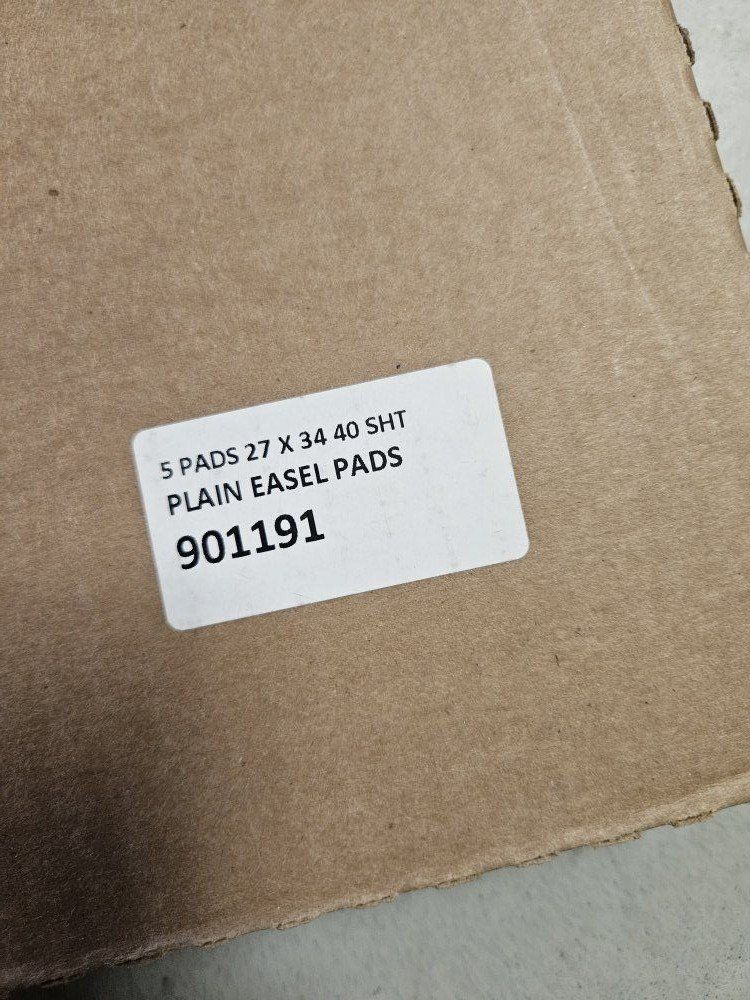 5 PADS 27 X 34 40 SHT
PLAIN EASEL PADS
901191